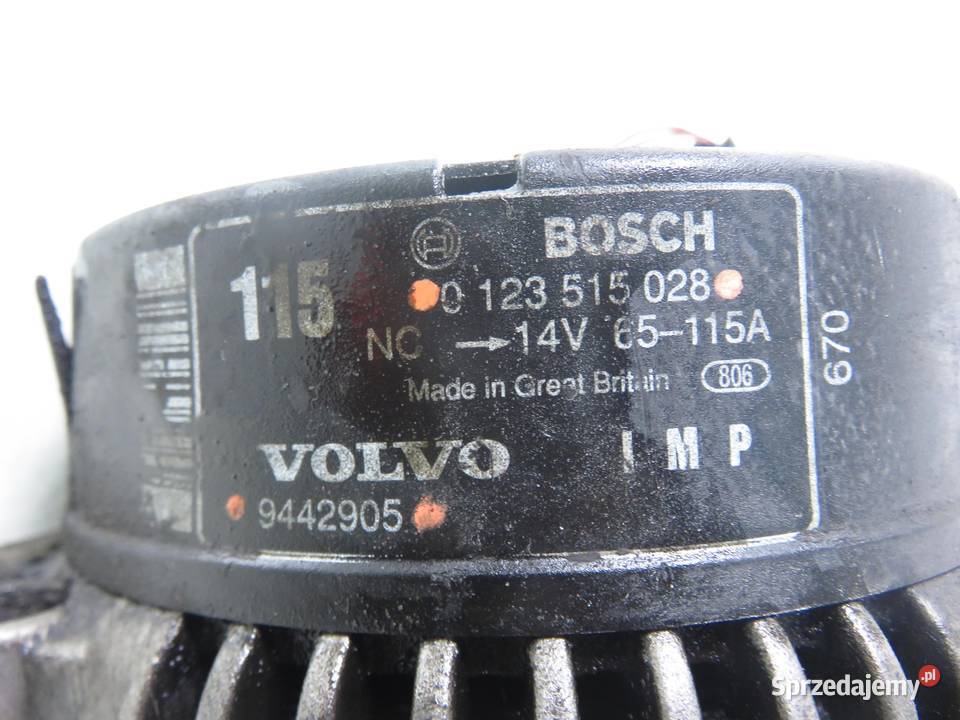 BOSCH
115
0 123 515 028
NC → 14V 65-115A
Made in Great Britain 806
670
VOLVO I M P
9442905
Sprzedajemy.pl